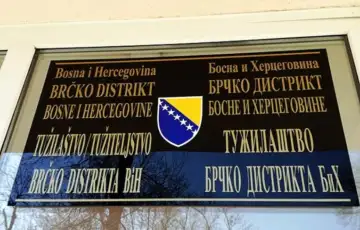 Bosna i Hercegovina
BRČKO DISTRIKT
BOSNE I HERCEGOVINE
TUŽILAŠTVO /TUŽITELJSTVO
BRČKO DISTRIKTA BiH
Босна и Херцеговина
БРЧКО ДИСТРИКТ
БОСНЕ И ХЕРЦЕГОВИНЕ
ТУЖИЛАШТВО
БРЧКО ДИСТРИКТА БиХ